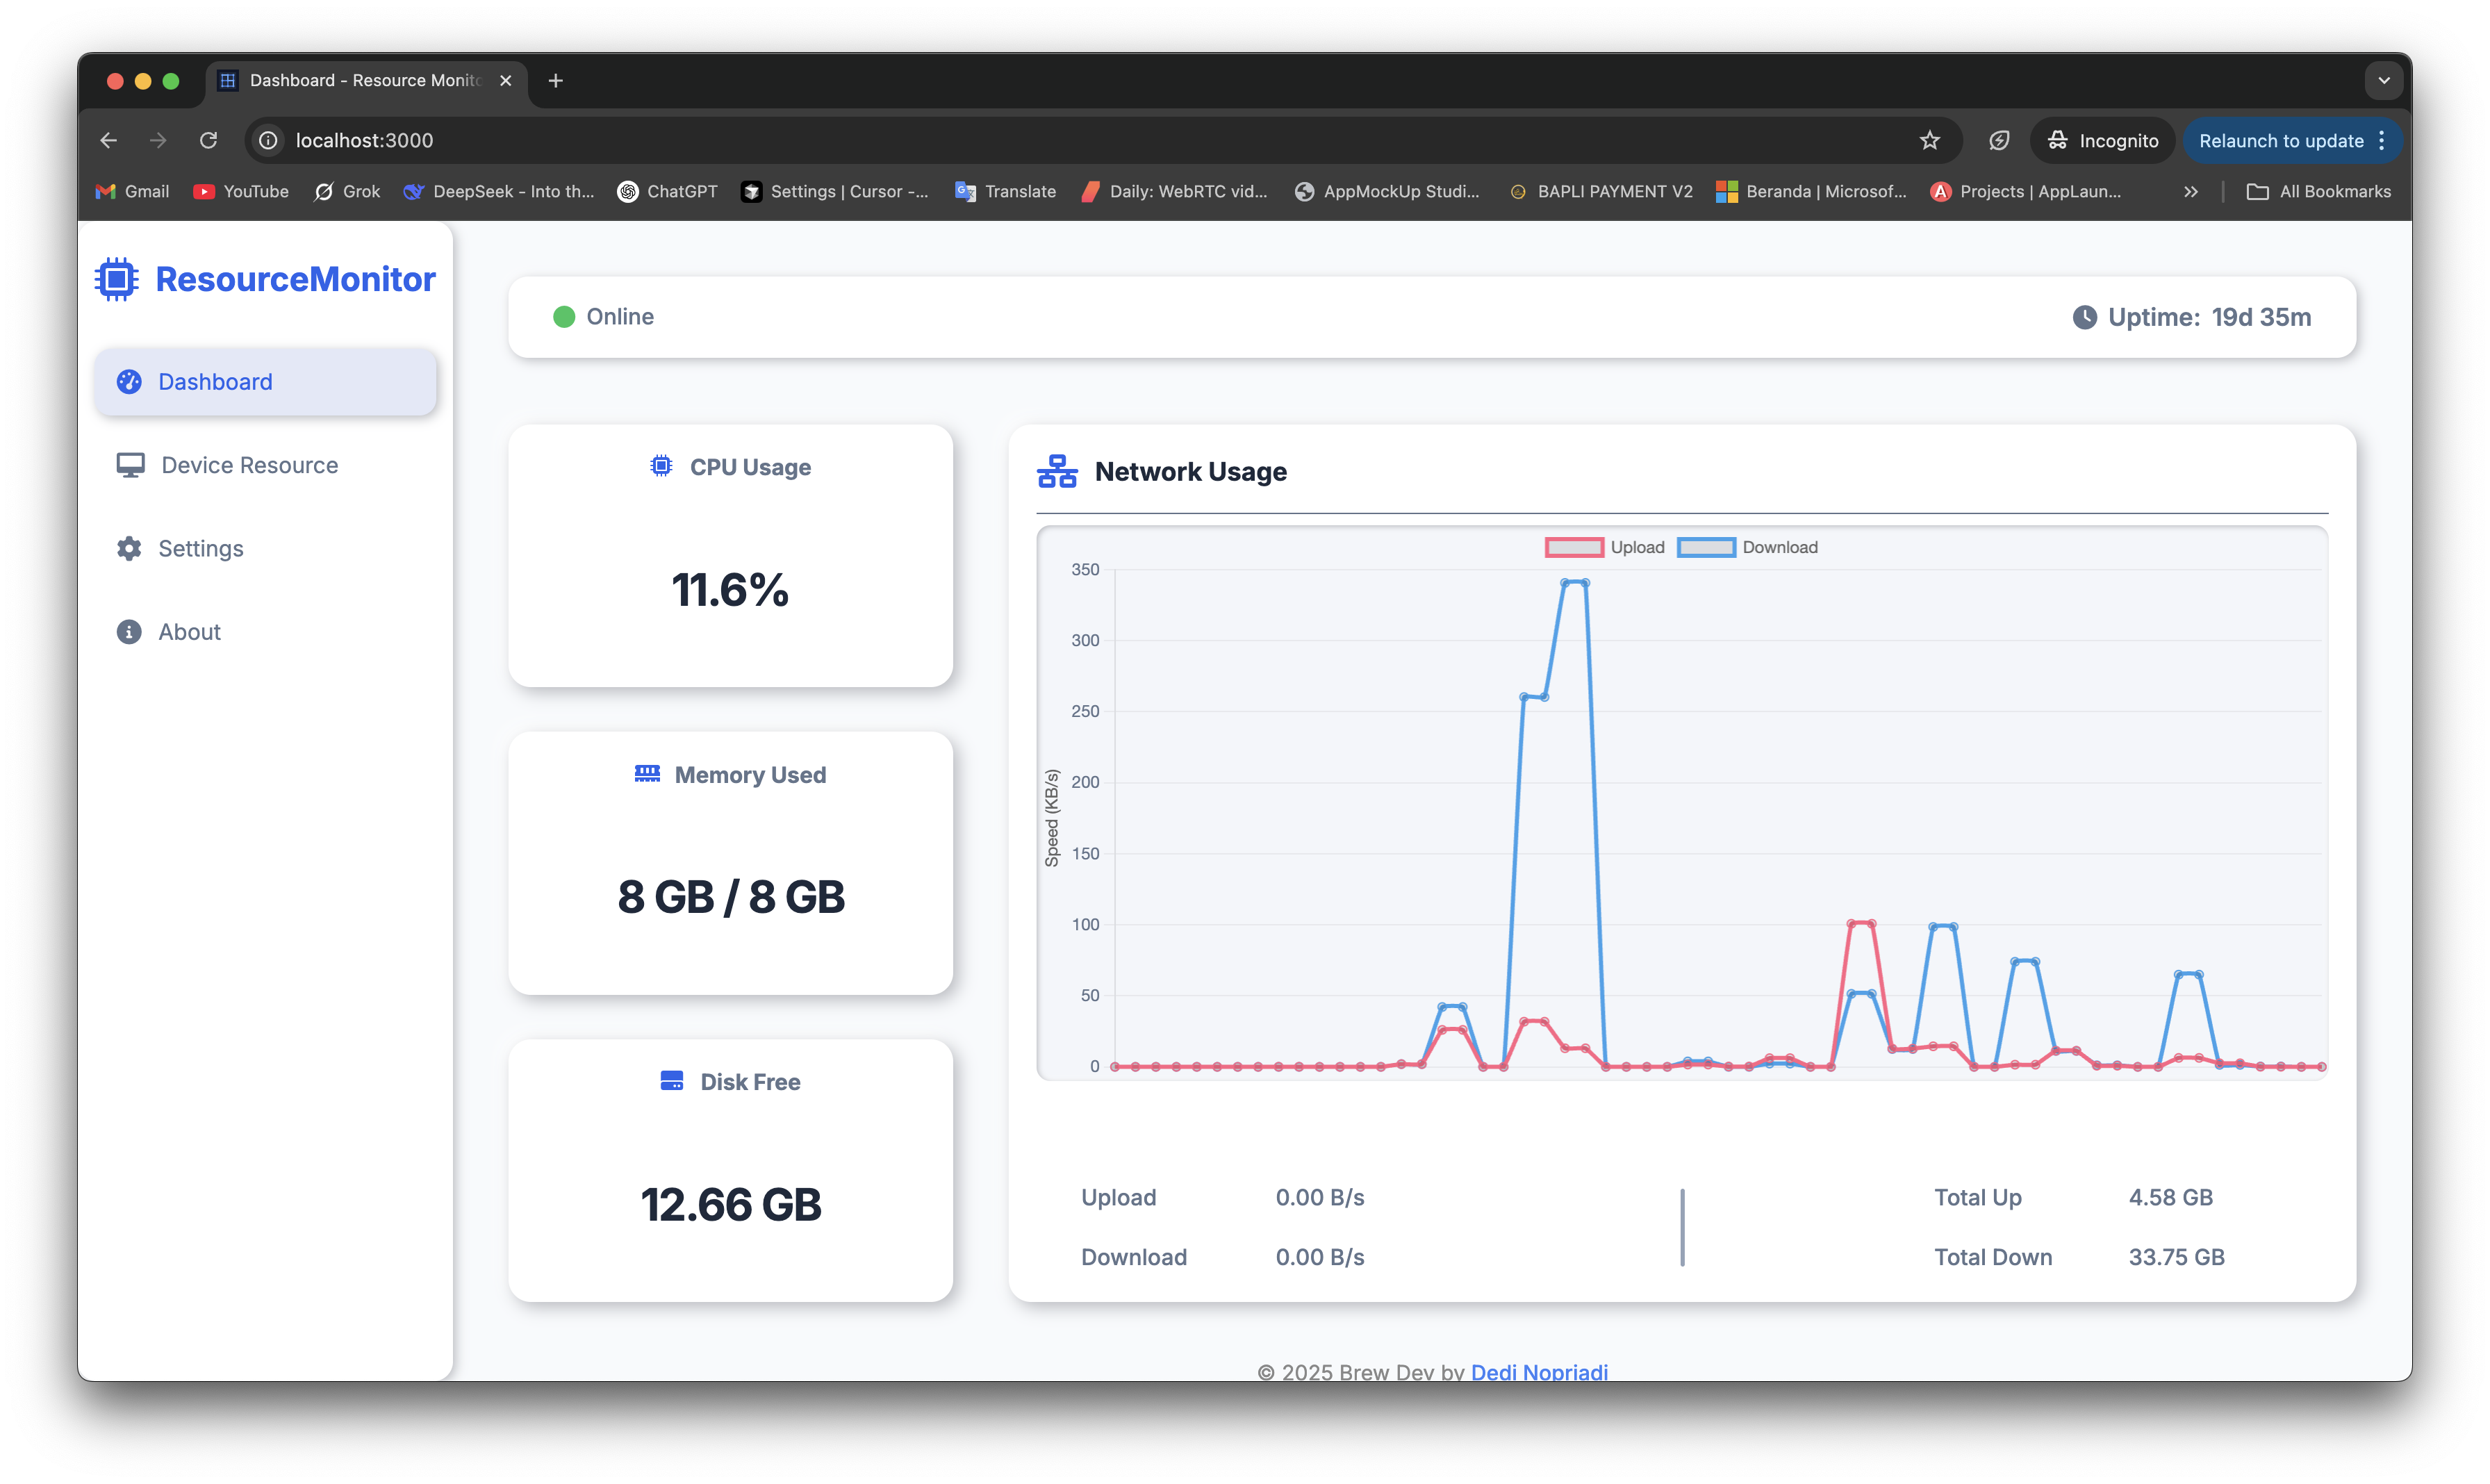 Dashboard - Resource Monito
localhost:3000
Incognito
Relaunch to update
Gmail
YouTube
Grok
DeepSeek - Into th...
ChatGPT
Settings | Cursor -...
Translate
Daily: WebRTC vid...
AppMockUp Studi...
BAPLI PAYMENT V2
Beranda | Microsof...
Projects | AppLaun...
All Bookmarks
ResourceMonitor
Dashboard
Device Resource
Settings
About
Online
Uptime: 19d 35m
CPU Usage
11.6%
Memory Used
8 GB / 8 GB
Disk Free
12.66 GB
Network Usage
Upload
Download
Speed (KB/s)
350
300
250
200
150
100
50
0
Upload 0.00 B/s
Download 0.00 B/s
Total Up 4.58 GB
Total Down 33.75 GB
© 2025 Brew Dev by Dedi Nopriadi